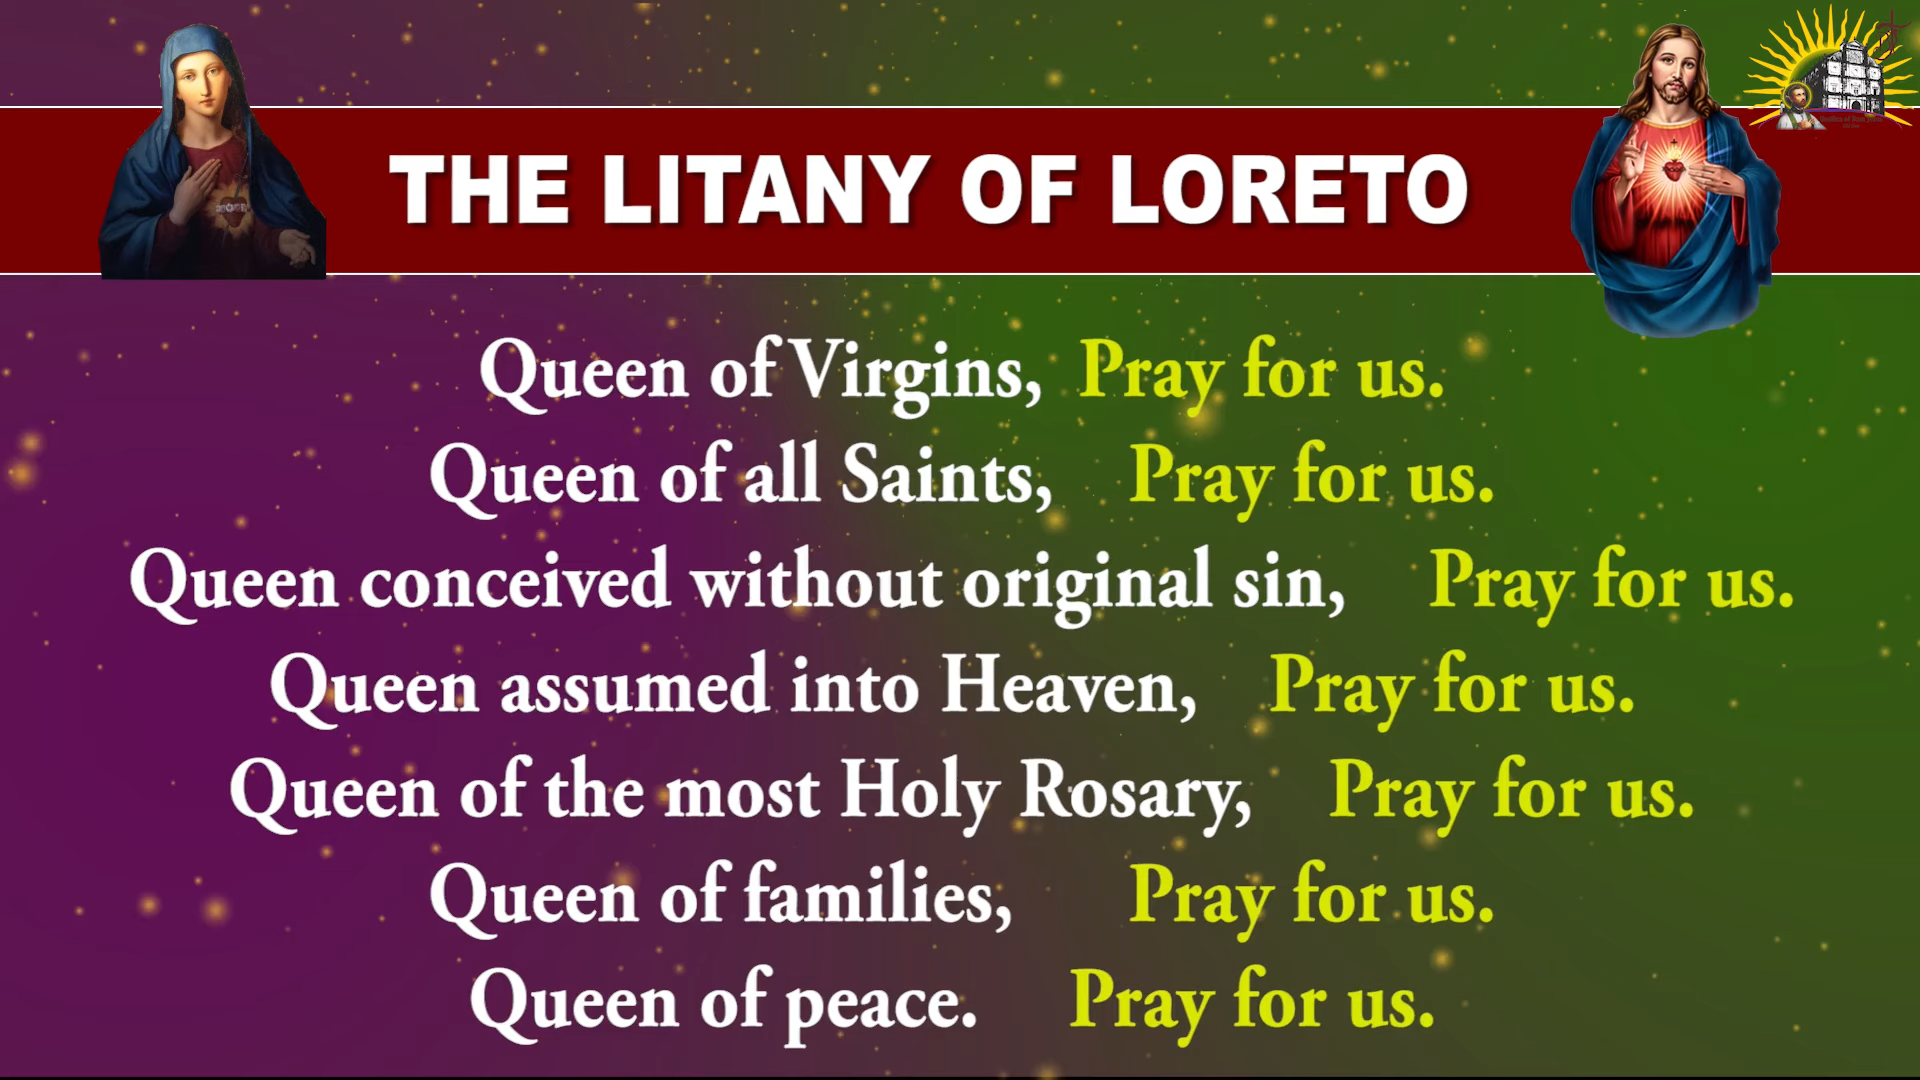 THE LITANY OF LORETO
Queen of Virgins, Pray for us.
Queen of all Saints, Pray for us.
Queen conceived without original sin, Pray for us.
Queen assumed into Heaven, Pray for us.
Queen of the most Holy Rosary, Pray for us.
Queen of families, Pray for us.
Queen of peace. Pray for us.